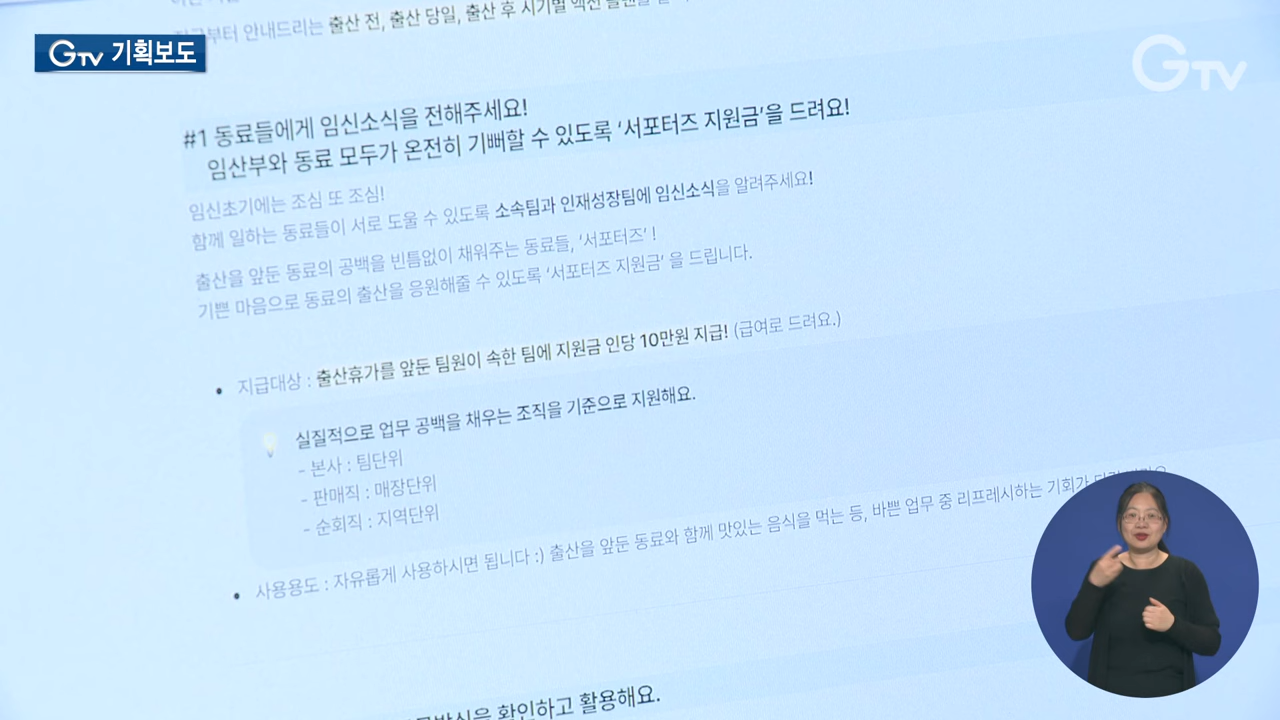 GTV 기획보도
GTV
부터 안내드리는 출산 전, 출산 당일, 출산 후 시기별 액션
#1 동료들에게 임신소식을 전해주세요!
임산부와 동료 모두가 온전히 기뻐할 수 있도록 '서포터즈 지원금'을 드려요!
임신초기에는 조심 또 조심!
함께 일하는 동료들이 서로 도울 수 있도록 소속팀과 인재성장팀에 임신소식을 알려주세요!
출산을 앞둔 동료의 공백을 빈틈없이 채워주는 동료들, '서포터즈' !
기쁜 마음으로 동료의 출산을 응원해줄 수 있도록 '서포터즈 지원금' 을 드립니다.
• 지급대상 : 출산휴가를 앞둔 팀원이 속한 팀에 지원금 인당 10만원 지급! (급여로 드려요.)
실질적으로 업무 공백을 채우는 조직을 기준으로 지원해요.
- 본사 : 팀단위
- 판매직 : 매장단위
- 순회직 : 지역단위
• 사용용도 : 자유롭게 사용하시면 됩니다 :) 출산을 앞둔 동료와 함께 맛있는 음식을 먹는 등, 바쁜 업무 중 리프레시하는 기회가
확인하고 활용해요.